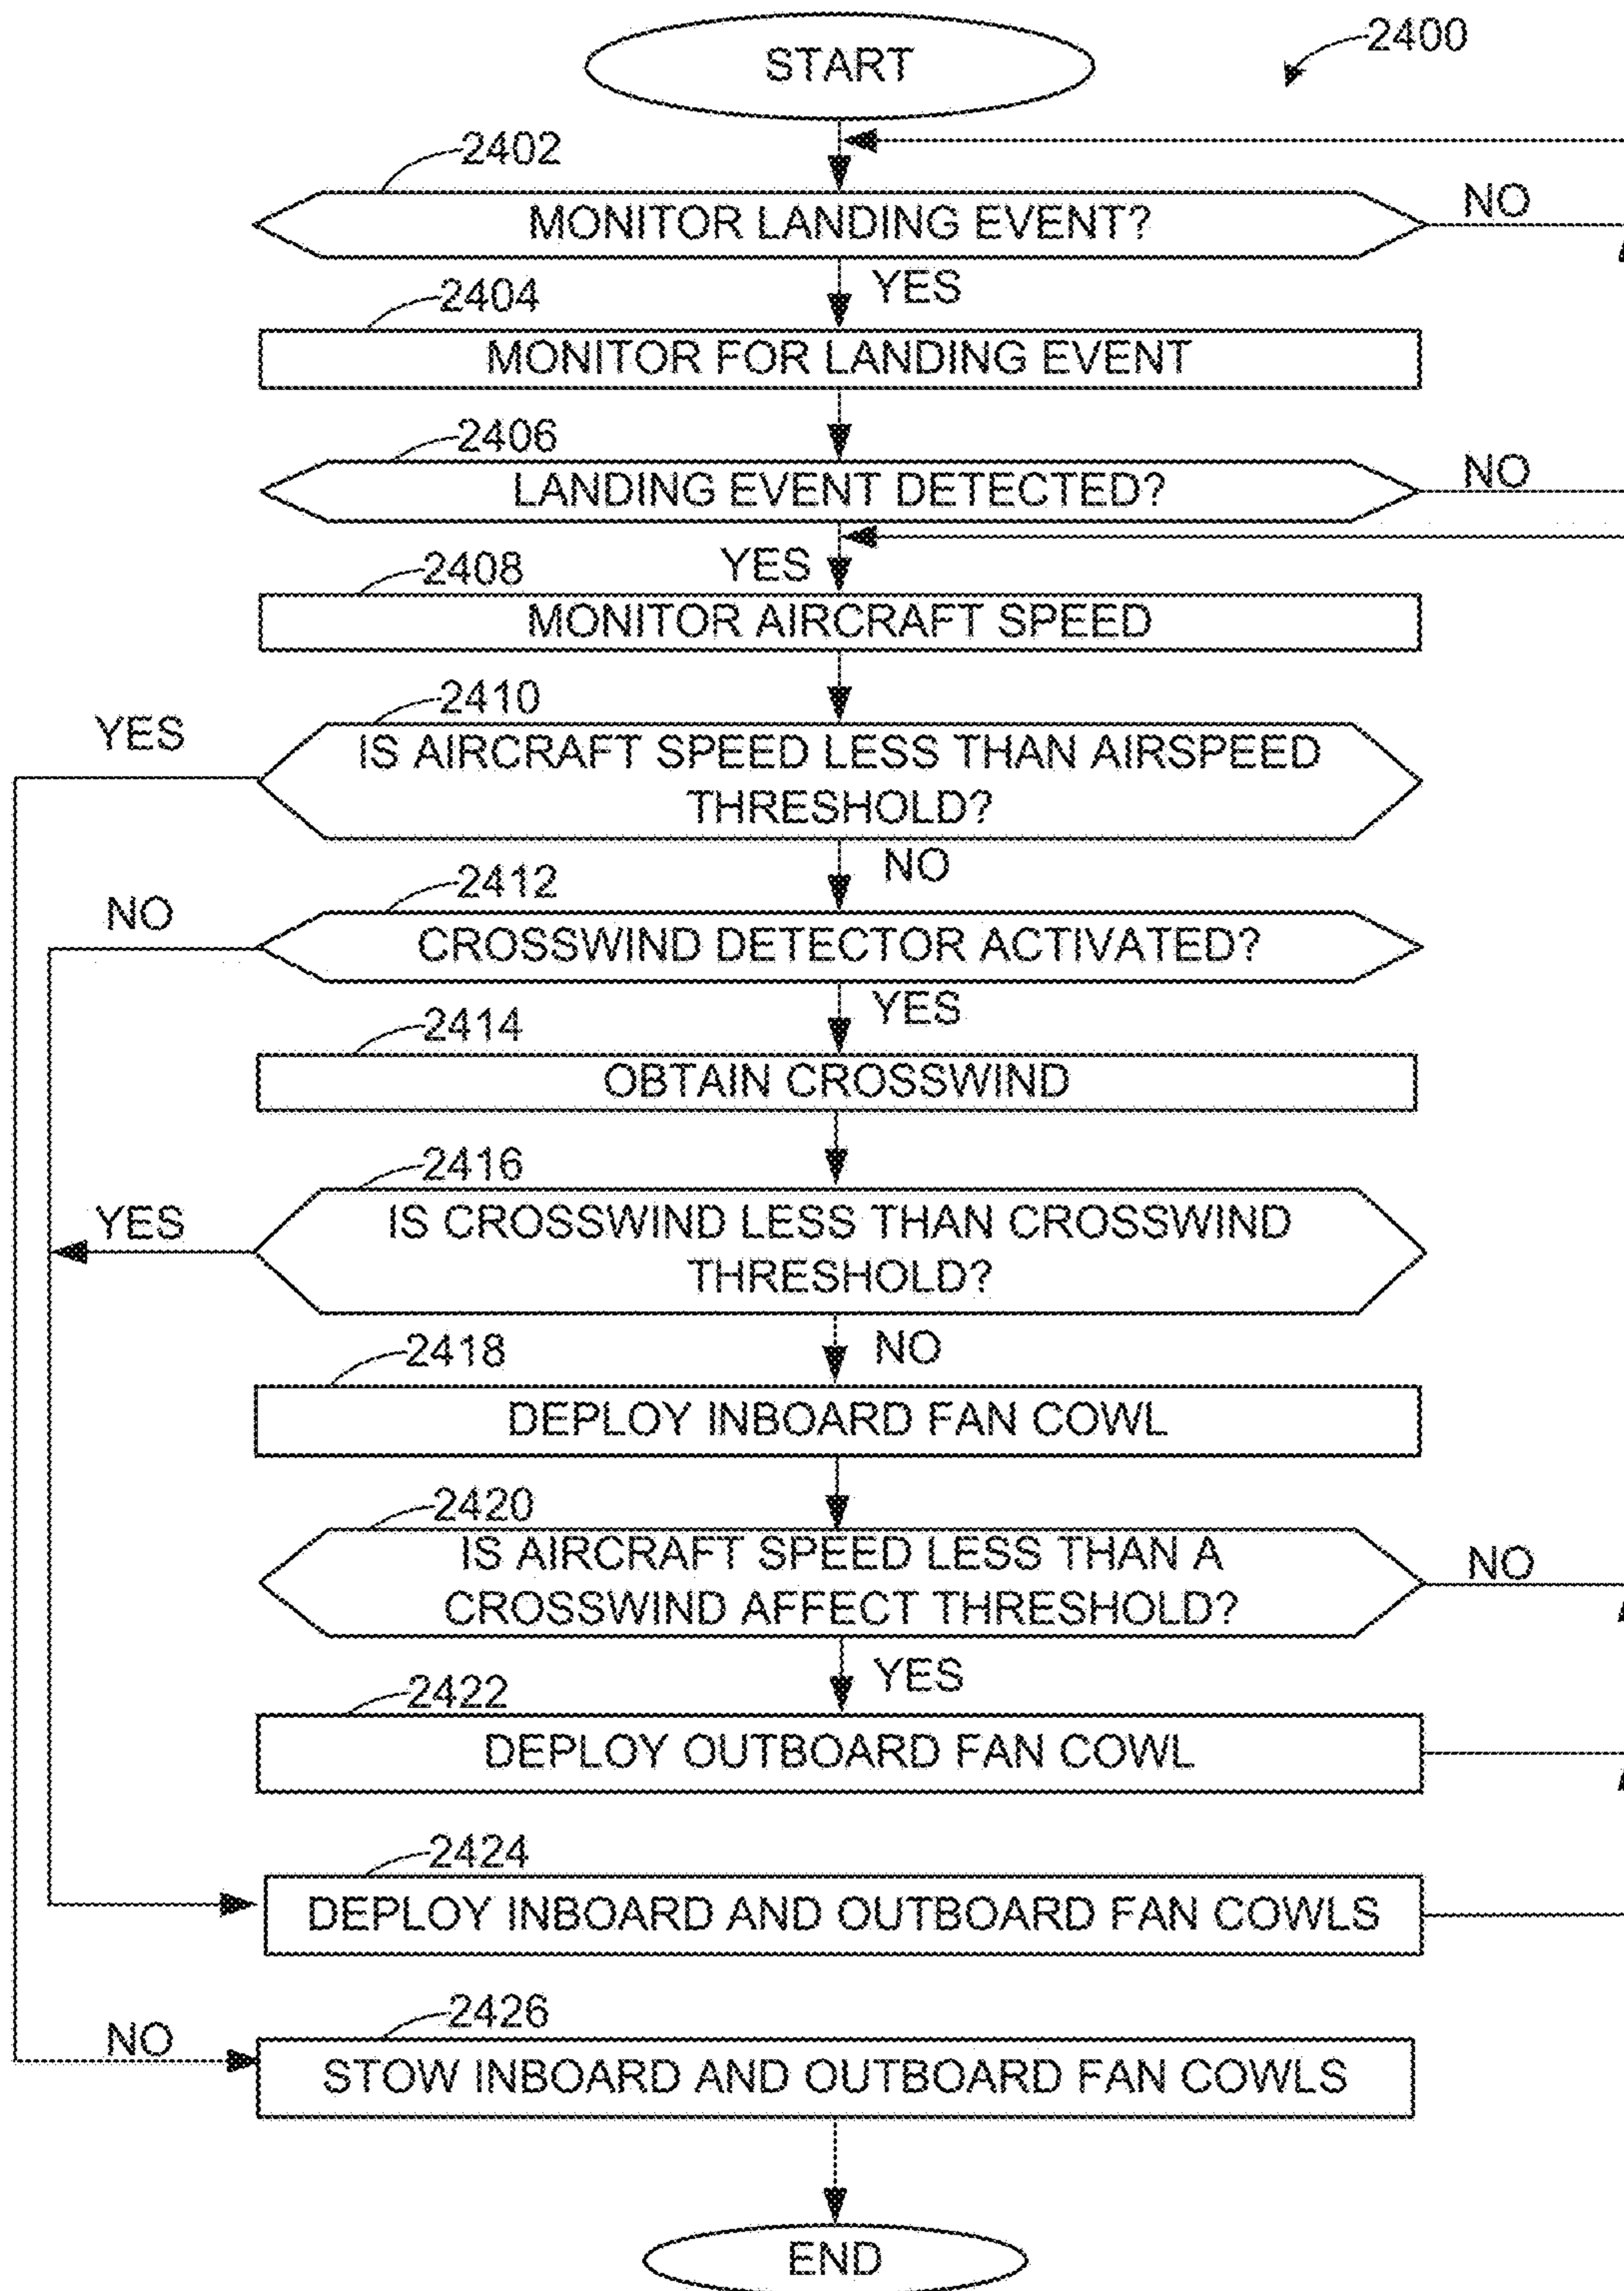 START
2400
2402
MONITOR LANDING EVENT?
NO
YES
2404
MONITOR FOR LANDING EVENT
2406
LANDING EVENT DETECTED?
NO
YES
2408
MONITOR AIRCRAFT SPEED
2410
YES
IS AIRCRAFT SPEED LESS THAN AIRSPEED
THRESHOLD?
NO
2412
NO
CROSSWIND DETECTOR ACTIVATED?
YES
2414
OBTAIN CROSSWIND
2416
YES
IS CROSSWIND LESS THAN CROSSWIND
THRESHOLD?
NO
2418
DEPLOY INBOARD FAN COWL
2420
IS AIRCRAFT SPEED LESS THAN A
CROSSWIND AFFECT THRESHOLD?
NO
YES
2422
DEPLOY OUTBOARD FAN COWL
2424
DEPLOY INBOARD AND OUTBOARD FAN COWLS
2426
NO
STOW INBOARD AND OUTBOARD FAN COWLS
END